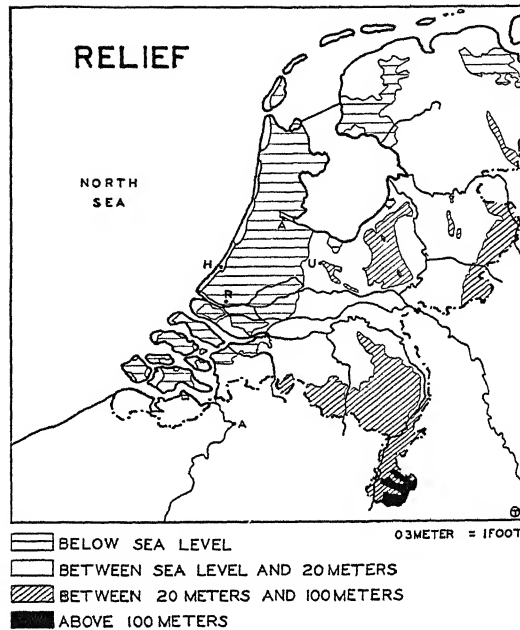 RELIEF
NORTH
SEA
A
H
U
R
A
T
03METER = 1FOOT
BELOW SEA LEVEL
BETWEEN SEA LEVEL AND 20 METERS
BETWEEN 20 METERS AND 100 METERS
ABOVE 100 METERS